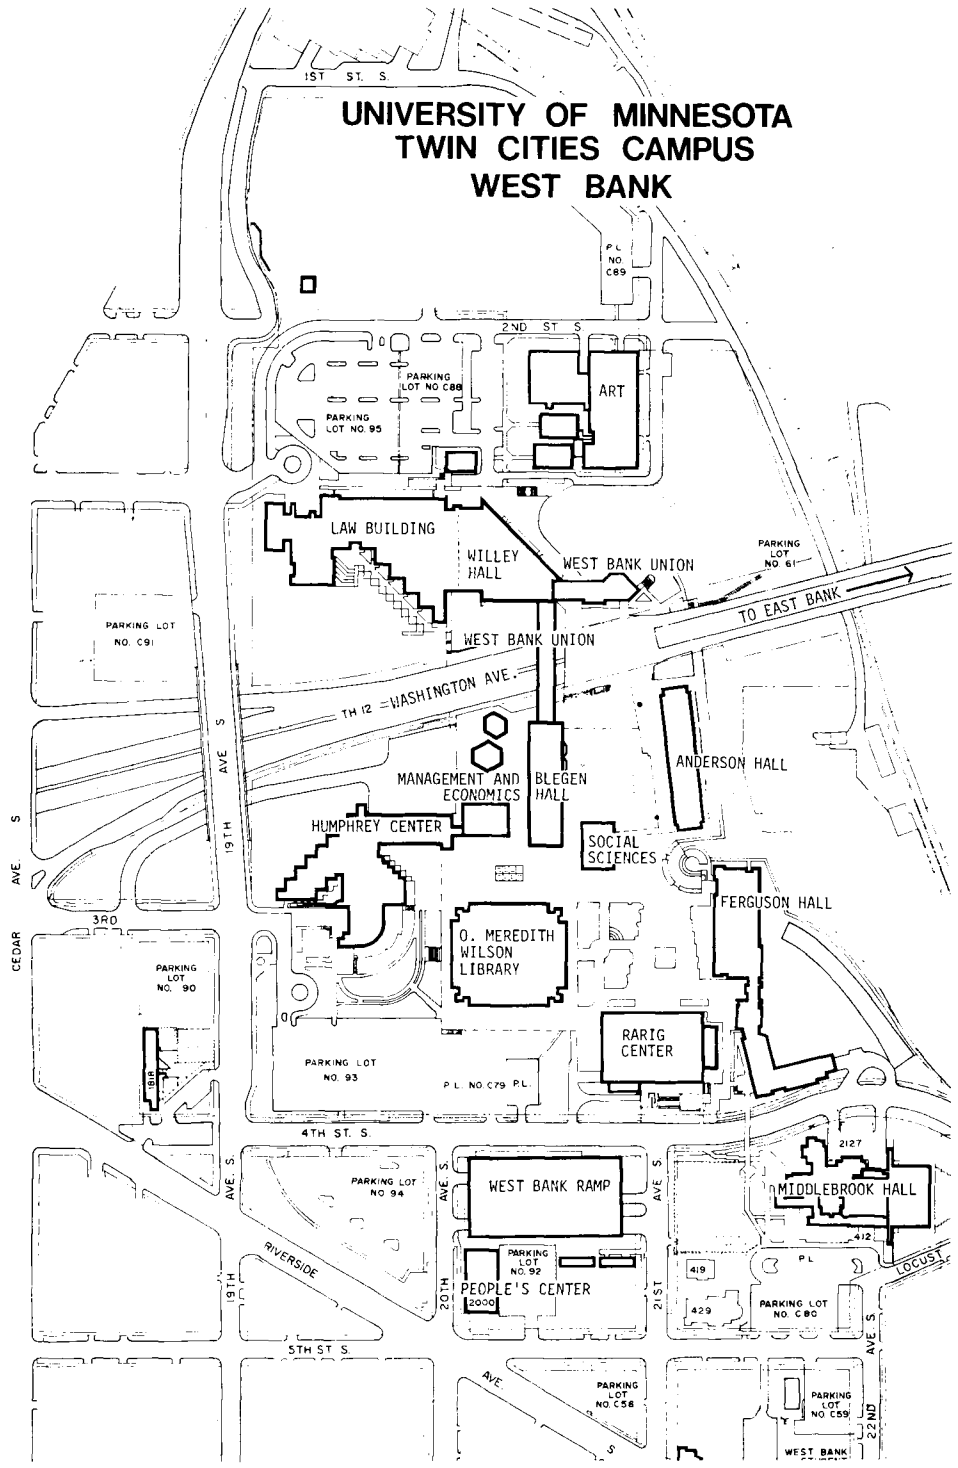 1ST ST. S.
UNIVERSITY OF MINNESOTA
TWIN CITIES CAMPUS
WEST BANK
P.L.
NO.
C89
2ND ST S.
PARKING
LOT NO C88
ART
PARKING
LOT NO. 95
LAW BUILDING
WILLEY
HALL
WEST BANK UNION
PARKING
LOT
NO. 61
TO EAST BANK
PARKING LOT
NO. C91
WEST BANK UNION
TH 12 = WASHINGTON AVE.
19TH AVE S
ANDERSON HALL
MANAGEMENT AND
ECONOMICS
BLEGEN
HALL
HUMPHREY CENTER
SOCIAL
SCIENCES
CEDAR AVE. S
3RD
FERGUSON HALL
O. MEREDITH
WILSON
LIBRARY
PARKING
LOT
NO. 90
RARIG
CENTER
PARKING LOT
NO. 93
P.L. NO. C79
P.L.
1818
4TH ST. S.
2127
AVE. S.
AVE. S.
AVE S.
PARKING LOT
NO 94
WEST BANK RAMP
MIDDLEBROOK HALL
412
RIVERSIDE
PARKING
LOT
NO. 92
419
P L
LOCUST
19TH
20TH
PEOPLE'S CENTER
2000
21ST
429
PARKING LOT
NO. C80
5TH ST S.
AVE S.
AVE.
S
PARKING
LOT
NO. C58
PARKING
LOT
NO C59
22ND
WEST BANK